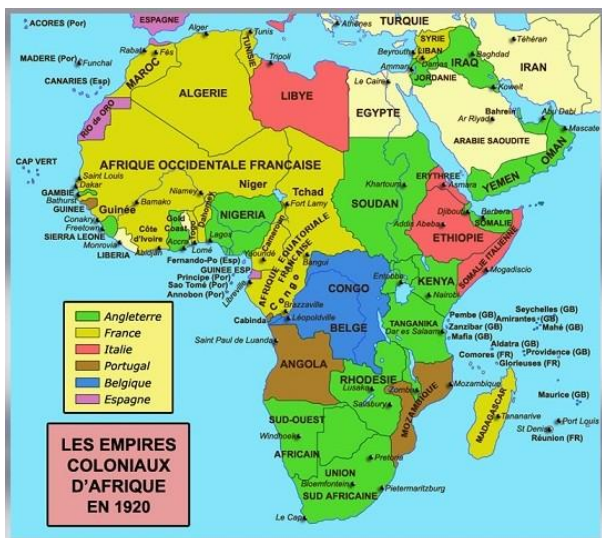 ACORES (Por)
ESPAGNE
Alger
Tunis
Athènes
TURQUIE
Téhéran
MADERE (Por)
Funchal
Rabat
Fès
TUNISIE
Tripoli
SYRIE
Beyrouth
LIBAN
Damas
IRAQ
Baghdad
IRAN
CANARIES (Esp)
MAROC
Amman
JORDANIE
Le Caire
Koweit
RIO de ORO
ALGERIE
LIBYE
EGYPTE
Bahrein
Abu Debi
Ar Riyad
Mascate
ARABIE SAOUDITE
OMAN
CAP VERT
AFRIQUE OCCIDENTALE FRANCAISE
YEMEN
Saint Louis
Dakar
GAMBIE
Bathurst
GUINEE
Guinée
Bamako
Niamey
Niger
Tchad
Fort Lamy
Khartoum
ERYTHREE
Asmara
SOUDAN
Djibouti
Berbera
SOMALIE
Conakry
Freetown
SIERRA LEONE
Monrovia
LIBERIA
Côte
d'Ivoire
Abidjan
Gold
Coast
Accra
Togo
Lomé
Dahomey
NIGERIA
Lagos
Cameroun
Addis Abeba
ETHIOPIE
SOMALIE ITALIENNE
Mogadiscio
Fernando-Po (Esp)
Yaoundé
Bangui
GUINEE ESP
Principe (Por)
Sao Tomé (Por)
Annobon (Por)
Libreville
AFRIQUE EQUATORIALE
FRANCAISE
Congo
Brazzaville
Léopoldville
Cabinda
CONGO
BELGE
Entebbe
KENYA
Nairobi
TANGANIKA
Dar es Salaam
Pembe (GB)
Zanzibar (GB)
Mafia (GB)
Seychelles (GB)
Amirantes (GB)
Mahé (GB)
Aldatra (GB)
Providence (GB)
Comores (FR)
Glorieuses (FR)
Saint Paul de Luanda
ANGOLA
RHODESIE
Lusaka
Zomba
Salisbury
MOZAMBIQUE
Mozambique
MADAGASCAR
Tananarive
Maurice (GB)
Port Louis
St Denis
Réunion (FR)
SUD-OUEST
AFRICAIN
Windhoek
Pretoria
UNION
SUD AFRICAINE
Bloemfontein
Pietermaritzburg
Le Cap
Angleterre
France
Italie
Portugal
Belgique
Espagne
LES EMPIRES
COLONIAUX
D'AFRIQUE
EN 1920